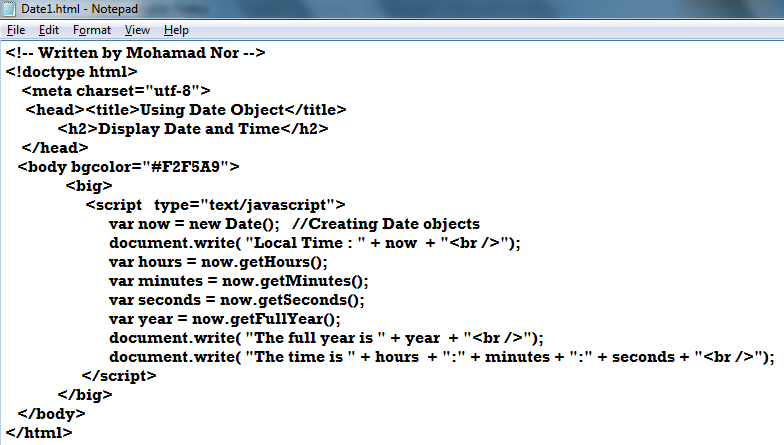 Date1.html - Notepad
File Edit Format View Help
<!-- Written by Mohamad Nor -->
<!doctype html>
<meta charset="utf-8">
<head><title>Using Date Object</title>
<h2>Display Date and Time</h2>
</head>
<body bgcolor="#F2F5A9">
<big>
<script type="text/javascript">
var now = new Date(); //Creating Date objects
document.write( "Local Time : " + now + "<br />");
var hours = now.getHours();
var minutes = now.getMinutes();
var seconds = now.getSeconds();
var year = now.getFullYear();
document.write( "The full year is " + year + "<br />");
document.write( "The time is " + hours + ":" + minutes + ":" + seconds + "<br />");
</script>
</big>
</body>
</html>